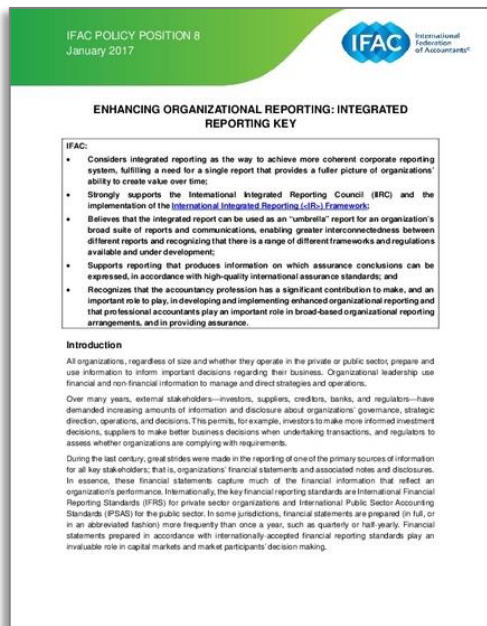 IFAC POLICY POSITION 8
January 2017
IFAC
International
Federation
of Accountants®
ENHANCING ORGANIZATIONAL REPORTING: INTEGRATED
REPORTING KEY
IFAC:
• Considers integrated reporting as the way to achieve more coherent corporate reporting
system, fulfilling a need for a single report that provides a fuller picture of organizations'
ability to create value over time;
• Strongly supports the International Integrated Reporting Council (IIRC) and the
implementation of the International Integrated Reporting (<IR>) Framework;
• Believes that the integrated report can be used as an "umbrella" report for an organization's
broad suite of reports and communications, enabling greater interconnectedness between
different reports and recognizing that there is a range of different frameworks and regulations
available and under development;
• Supports reporting that produces information on which assurance conclusions can be
expressed, in accordance with high-quality international assurance standards; and
• Recognizes that the accountancy profession has a significant contribution to make, and an
important role to play, in developing and implementing enhanced organizational reporting and
that professional accountants play an important role in broad-based organizational reporting
arrangements, and in providing assurance.
Introduction
All organizations, regardless of size and whether they operate in the private or public sector, prepare and
use information to inform important decisions regarding their business. Organizational leadership use
financial and non-financial information to manage and direct strategies and operations.
Over many years, external stakeholders—investors, suppliers, creditors, banks, and regulators—have
demanded increasing amounts of information and disclosure about organizations' governance, strategic
direction, operations, and decisions. This permits, for example, investors to make more informed investment
decisions, suppliers to make better business decisions when undertaking transactions, and regulators to
assess whether organizations are complying with requirements.
During the last century, great strides were made in the reporting of one of the primary sources of information
for all key stakeholders; that is, organizations' financial statements and associated notes and disclosures.
In essence, these financial statements capture much of the financial information that reflect an
organization's performance. Internationally, the key financial reporting standards are International Financial
Reporting Standards (IFRS) for private sector organizations and International Public Sector Accounting
Standards (IPSAS) for the public sector. In some jurisdictions, financial statements are prepared (in full, or
in an abbreviated fashion) more frequently than once a year, such as quarterly or half-yearly. Financial
statements prepared in accordance with internationally-accepted financial reporting standards play an
invaluable role in capital markets and market participants' decision making.